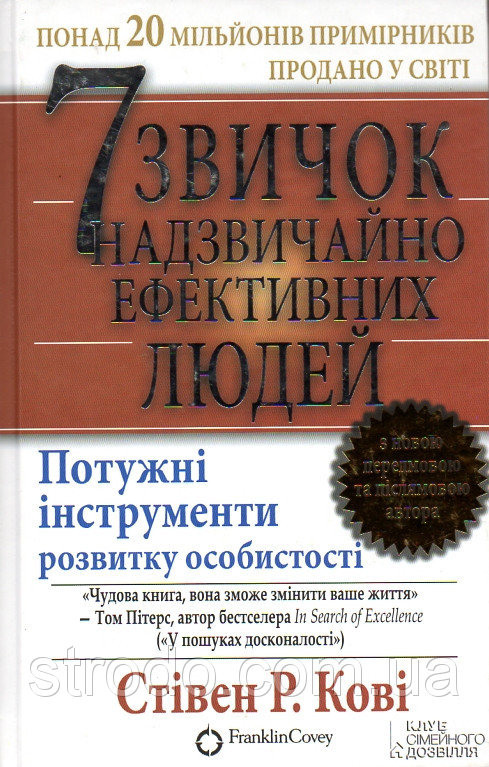 ПОНАД 20 МІЛЬЙОНІВ ПРИМІРНИКІВ
ПРОДАНО У СВІТІ
7 ЗВИЧОК
НАДЗВИЧАЙНО
ЕФЕКТИВНИХ
ЛЮДЕЙ
з новою
передмовою
та післямовою
автора
Потужні
інструменти
розвитку особистості
«Чудова книга, вона зможе змінити ваше життя»
– Том Пітерс, автор бестселера In Search of Excellence
(«У пошуках досконалості»)
strodo.com.ua
Стівен Р. Кові
FranklinCovey
КЛУБ
СІМЕЙНОГО
ДОЗВІЛЛЯ